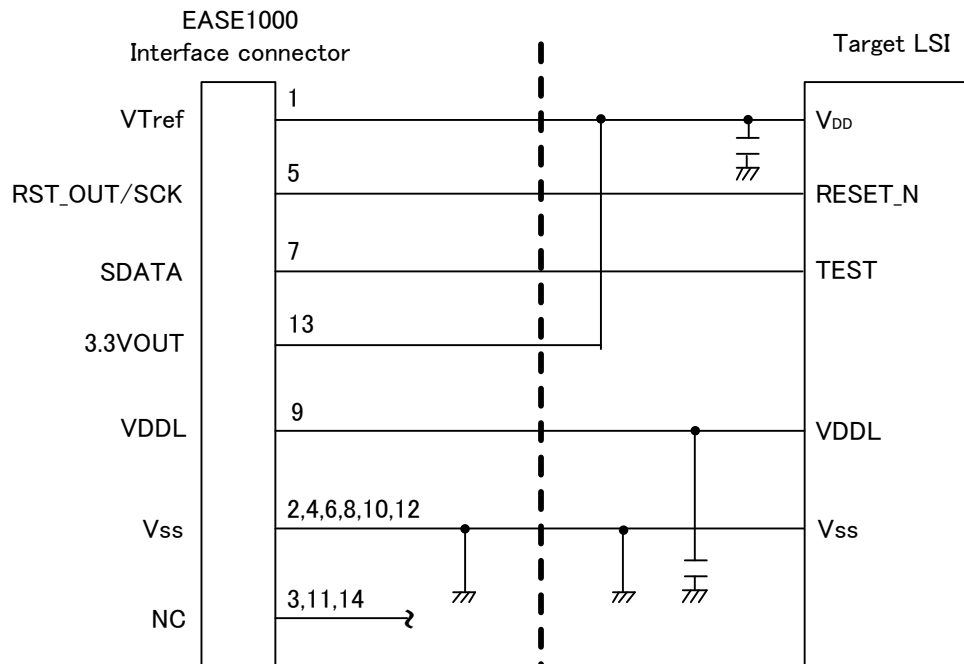 EASE1000
Interface connector
Target LSI
VTref
1
VDD
RST_OUT/SCK
5
RESET_N
SDATA
7
TEST
3.3VOUT
13
VDDL
9
VDDL
Vss
2,4,6,8,10,12
Vss
NC
3,11,14